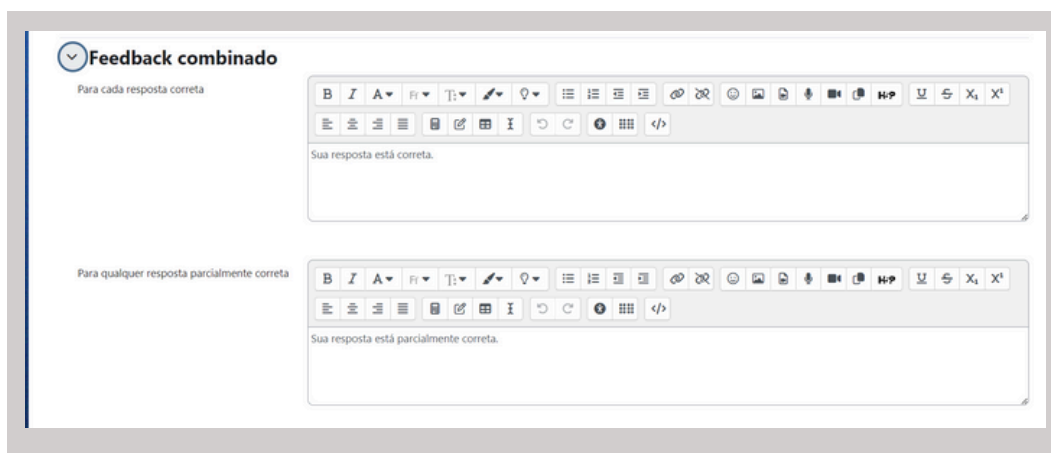 Feedback combinado
Para cada resposta correta
Sua resposta está correta.
Para qualquer resposta parcialmente correta
Sua resposta está parcialmente correta.